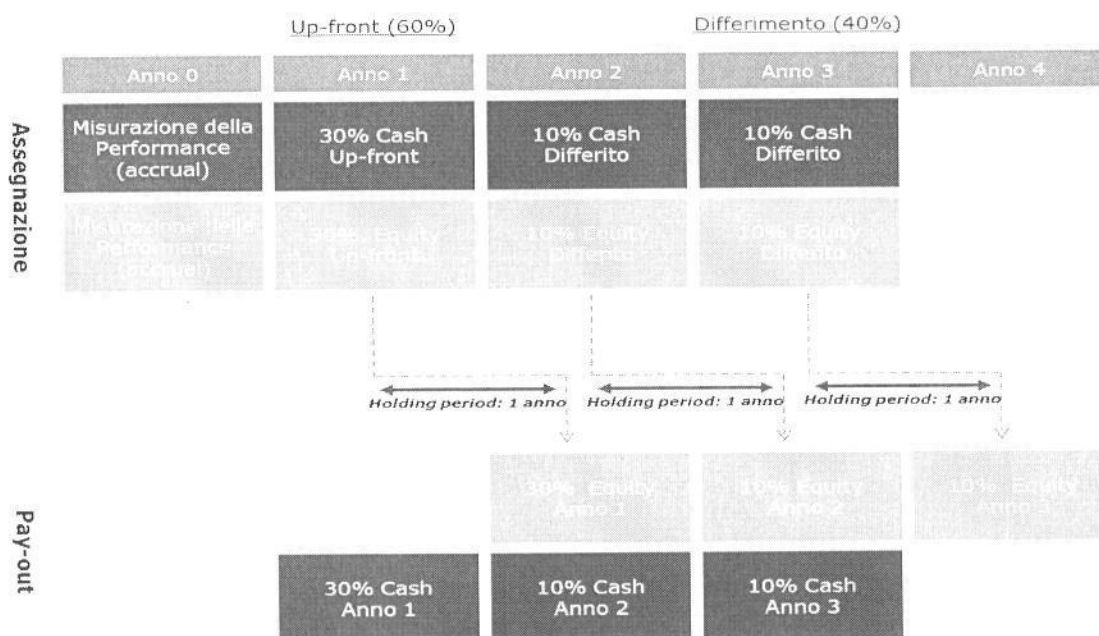 Up-front (60%)
Differimento (40%)
Anno 0
Anno 1
Anno 2
Anno 3
Anno 4
Assegnazione
Misurazione della
Performance
(accrual)
30% Cash
Up-front
10% Cash
Differito
10% Cash
Differito
Misurazione della
Performance
(accrual)
30% Equity
Up-front
10% Equity
Differito
10% Equity
Differito
Holding period: 1 anno
Holding period: 1 anno
Holding period: 1 anno
Pay-out
30% Equity
Anno 1
10% Equity
Anno 2
10% Equity
Anno 3
30% Cash
Anno 1
10% Cash
Anno 2
10% Cash
Anno 3